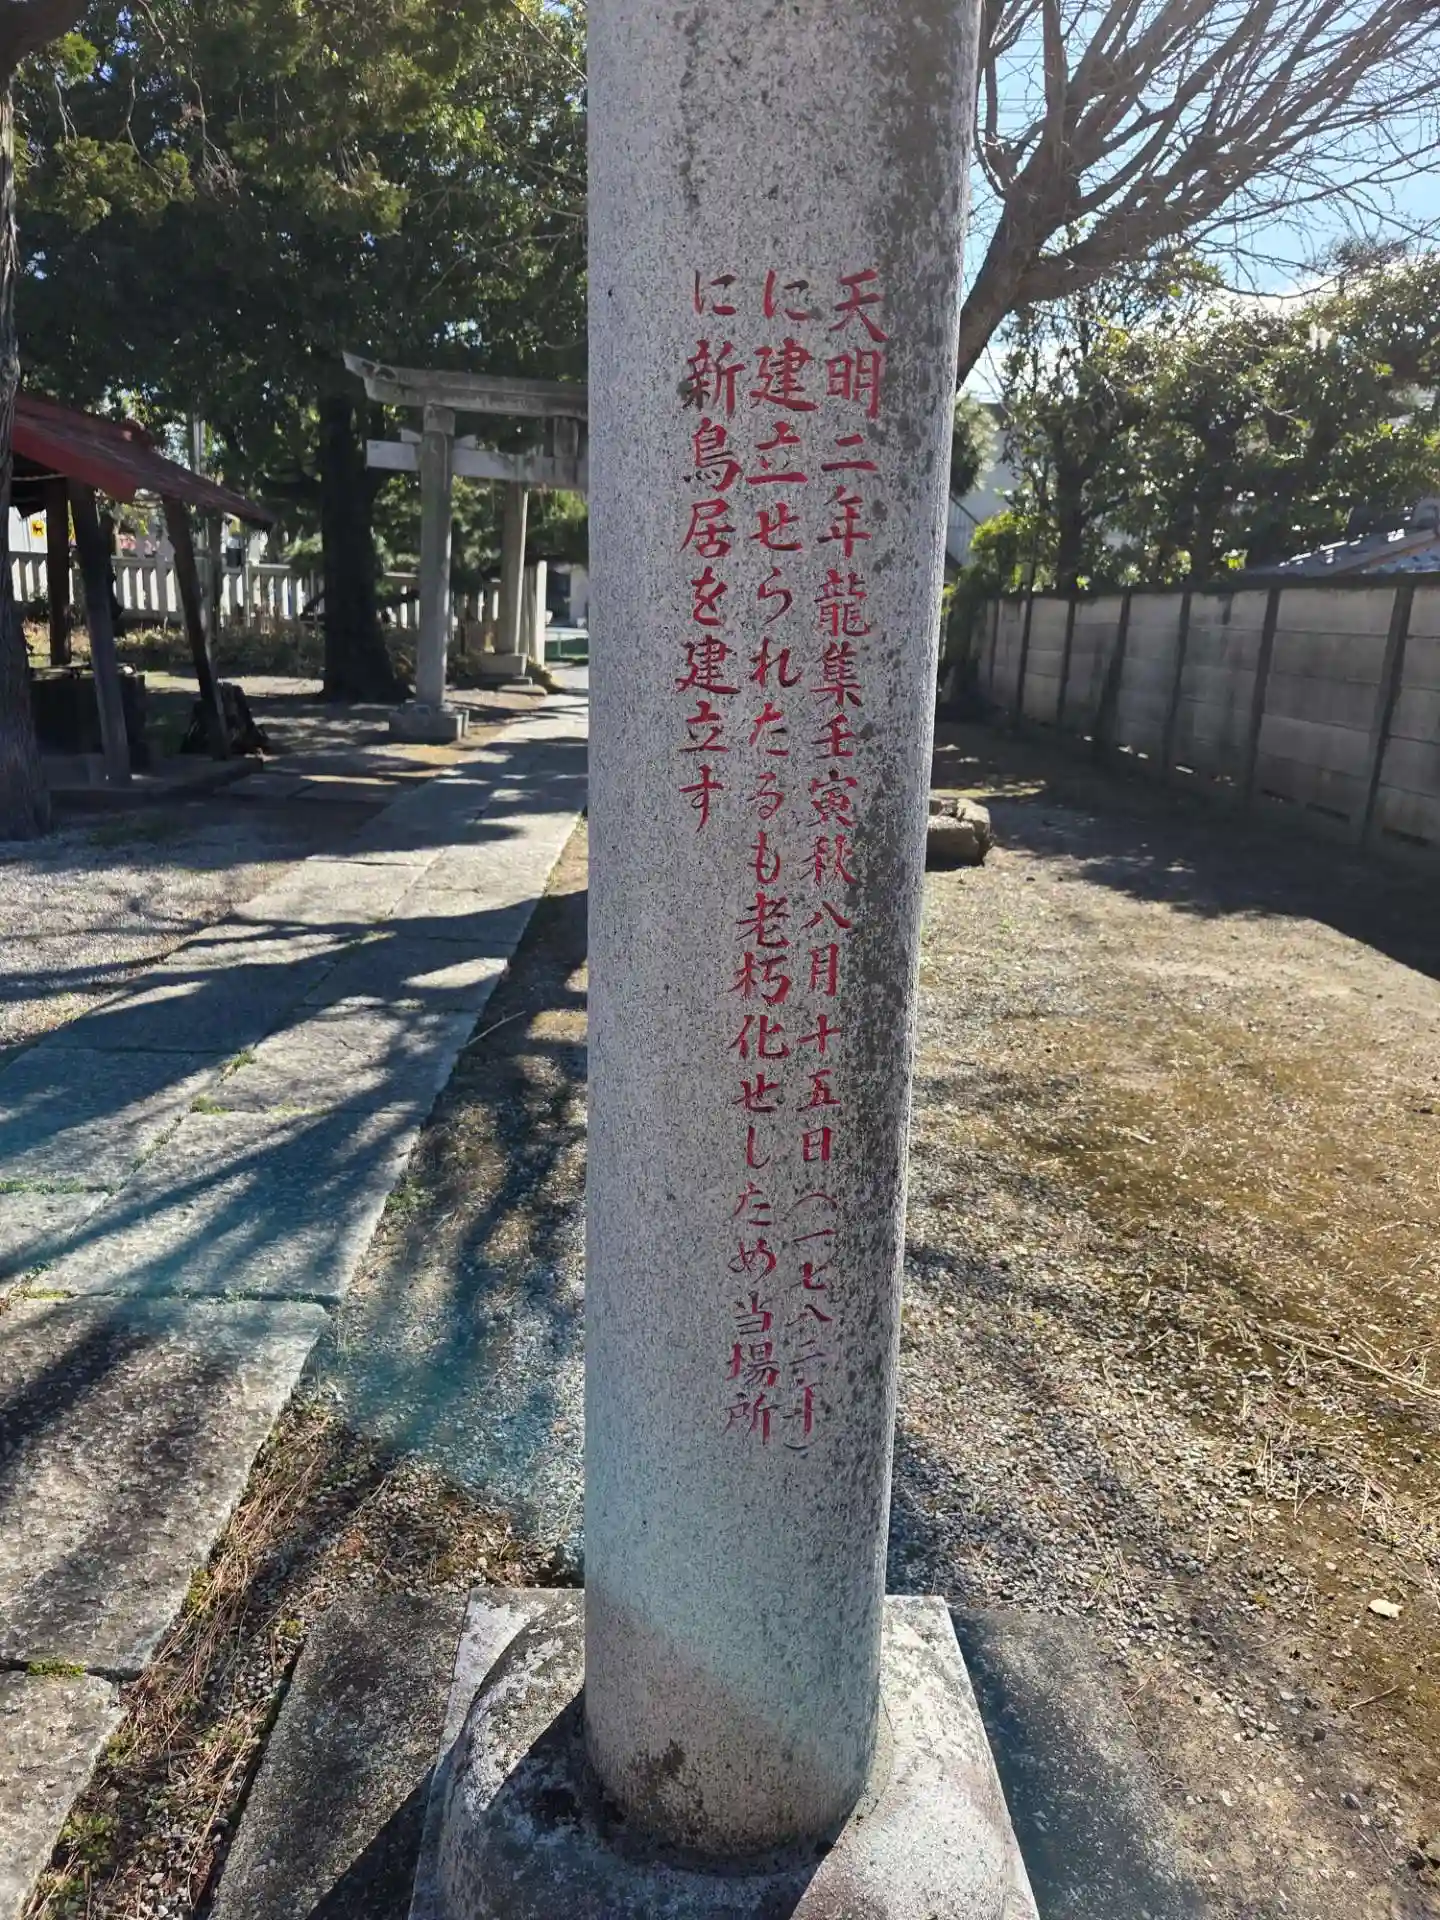 天明二年龍集壬寅秋八月十五日(一七八二年)
に建立せられたるも老朽化せしため当場所
に新鳥居を建立す